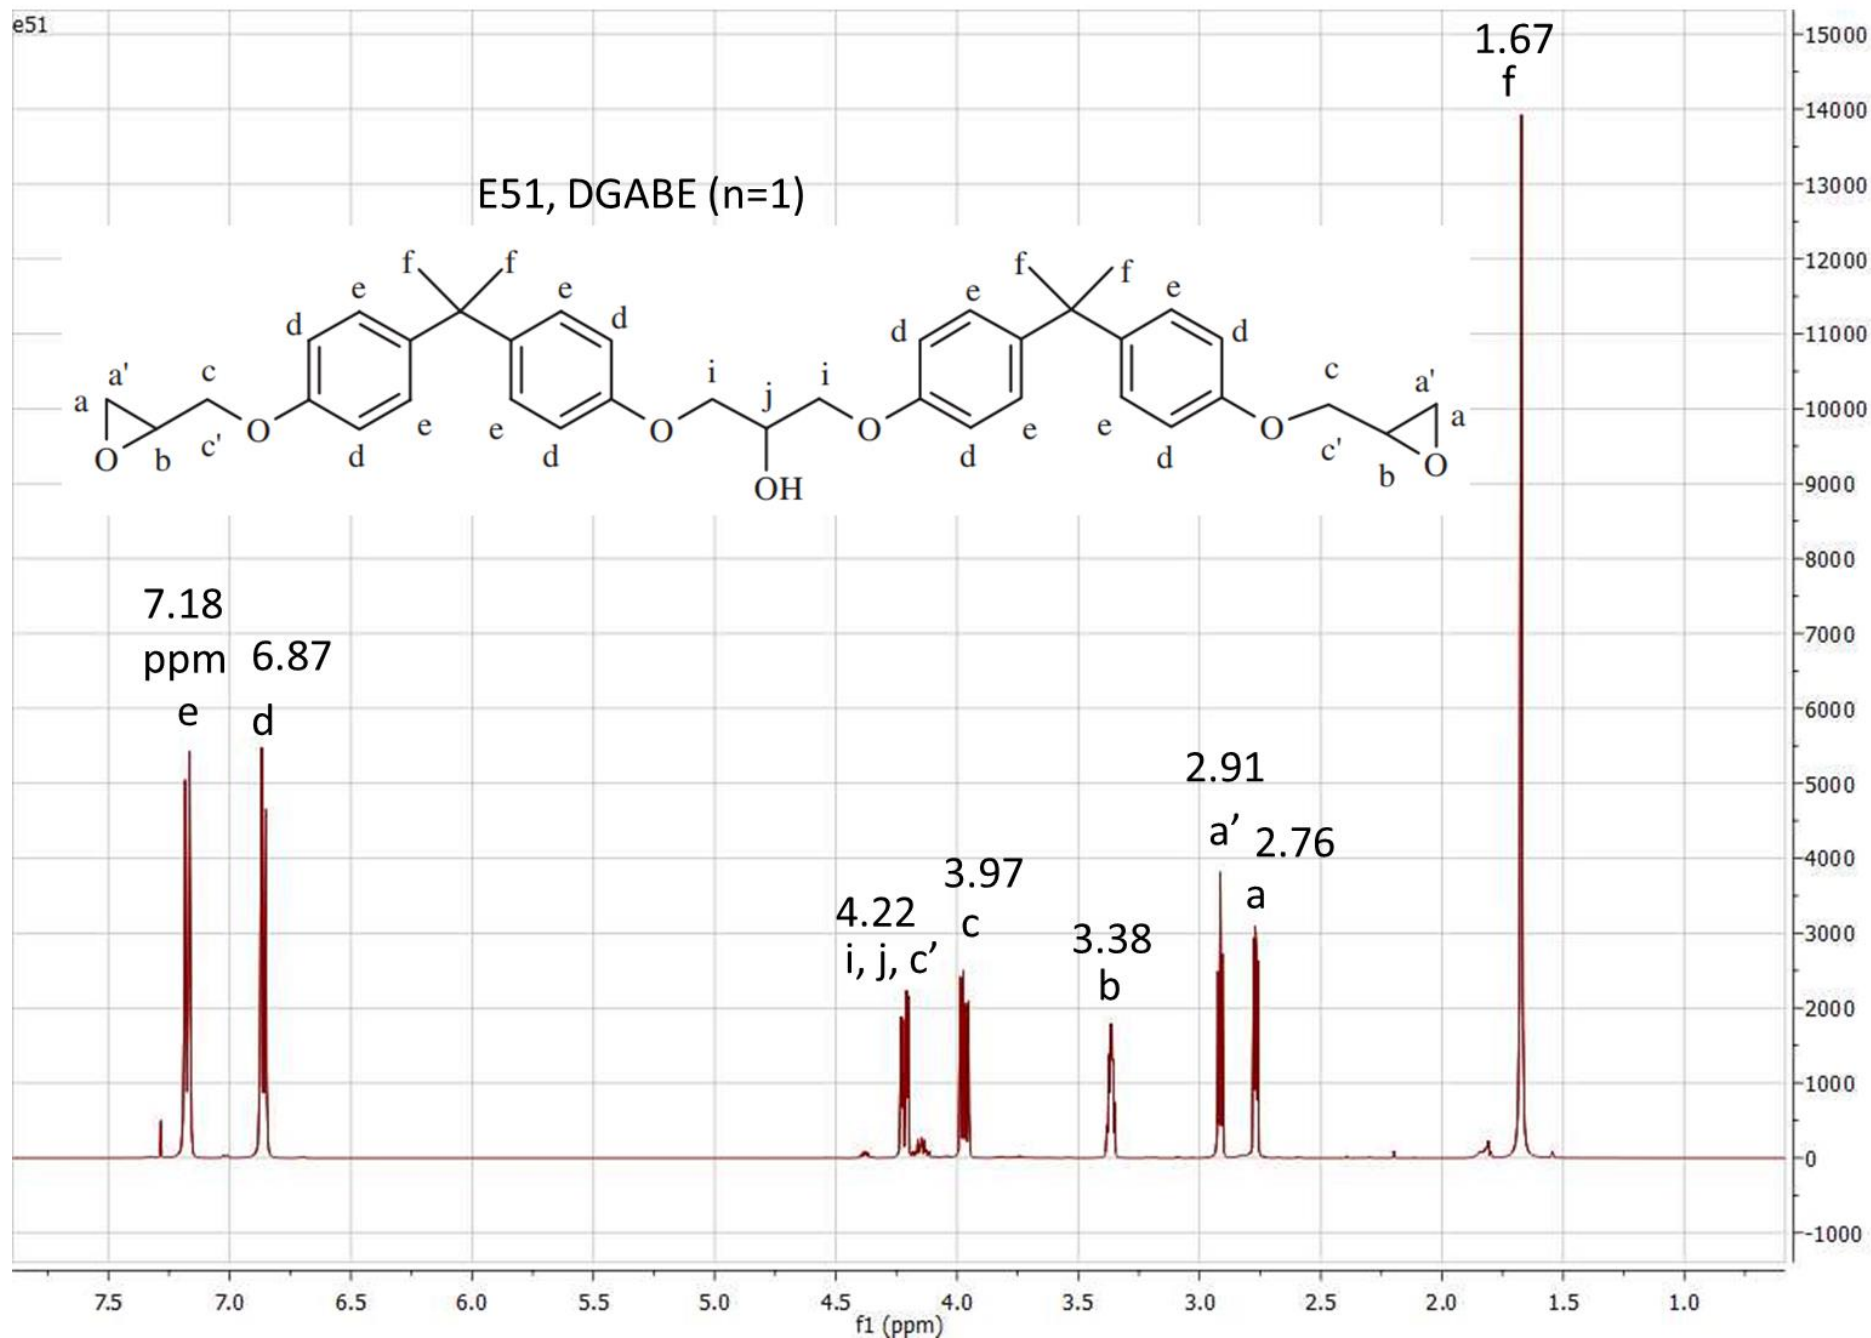 e51
1.67
f
E51, DGABE (n=1)
f f f f
e e e e
d d d d
a' c i j i c a'
a a
c' O e e O O e e O c'
O b d d d d b O
OH
7.18
ppm 6.87
e d
2.91
a’ 2.76
a
3.97
c
4.22
i, j, c’
3.38
b
15000
14000
13000
12000
11000
10000
9000
8000
7000
6000
5000
4000
3000
2000
1000
0
-1000
7.5 7.0 6.5 6.0 5.5 5.0 4.5 4.0 3.5 3.0 2.5 2.0 1.5 1.0
f1 (ppm)